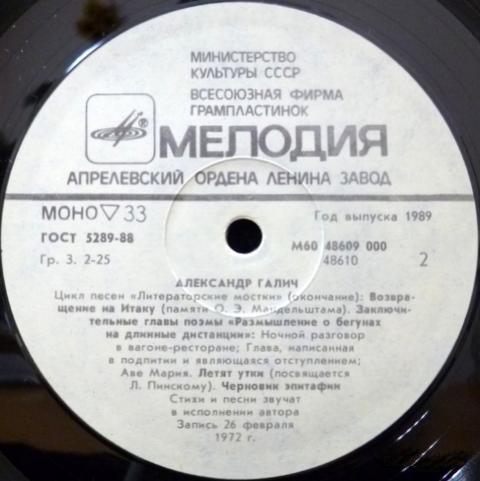 МИНИСТЕРСТВО
КУЛЬТУРЫ СССР
ВСЕСОЮЗНАЯ ФИРМА
ГРАМПЛАСТИНОК
МЕЛОДИЯ
АПРЕЛЕВСКИЙ ОРДЕНА ЛЕНИНА ЗАВОД
МОНО ▽ 33
Год выпуска 1989
ГОСТ 5289-88
М60 48609 000
Гр. 3. 2-25
48610
2
АЛЕКСАНДР ГАЛИЧ
Цикл песен «Литераторские мостки» (окончание): Возвра-
щение на Итаку (памяти О. Э. Мандельштама). Заключи-
тельные главы поэмы «Размышление о бегунах
на длинные дистанции»: Ночной разговор
в вагоне-ресторане; Глава, написанная
в подпитии и являющаяся отступлением;
Аве Мария. Летят утки (посвящается
Л. Пинскому). Черновик эпитафии
Стихи и песни звучат
в исполнении автора
Запись 26 февраля
1972 г.